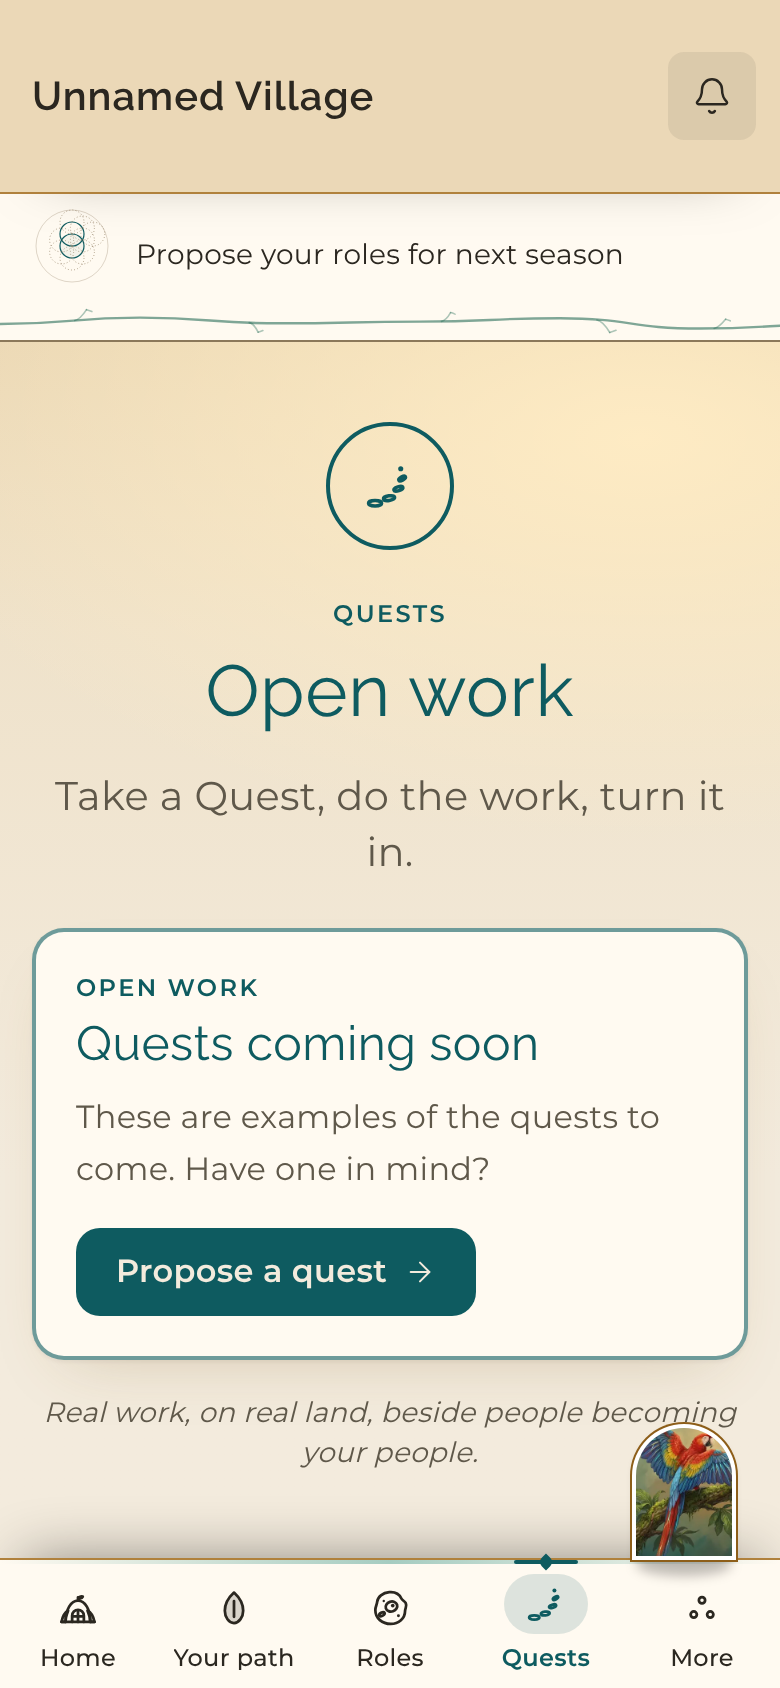 Unnamed Village
Propose your roles for next season
QUESTS
Open work
Take a Quest, do the work, turn it
in.
OPEN WORK
Quests coming soon
These are examples of the quests to
come. Have one in mind?
Propose a quest
Real work, on real land, beside people becoming
your people.
Home
Your path
Roles
Quests
More